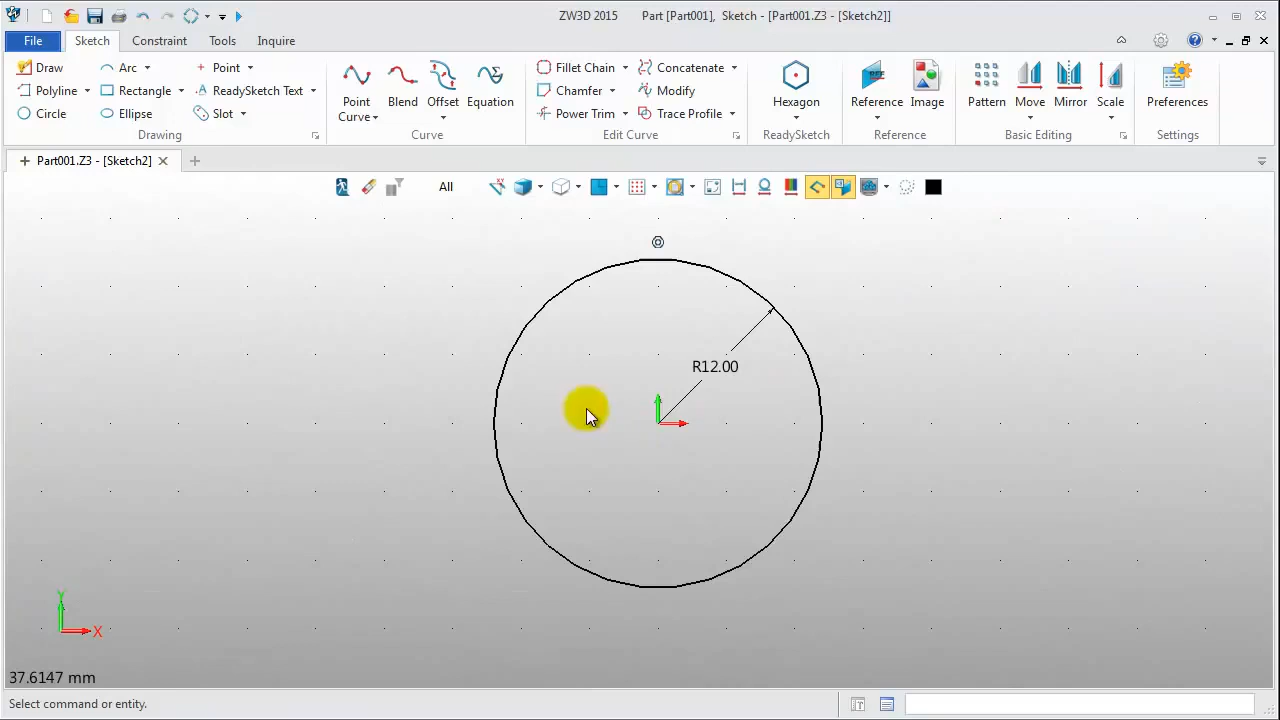 ZW3D 2015 Part [Part001], Sketch - [Part001.Z3 - [Sketch2]]
File Sketch Constraint Tools Inquire
Draw Arc Point
Polyline Rectangle ReadySketch Text
Circle Ellipse Slot
Drawing
Point Curve Blend Offset Equation
Curve
Fillet Chain Concatenate
Chamfer Modify
Power Trim Trace Profile
Edit Curve
Hexagon
ReadySketch
REF
Reference Image
Reference
Pattern Move Mirror Scale
Basic Editing
Preferences
Settings
Part001.Z3 - [Sketch2]
All
R12.00
Y
X
37.6147 mm
Select command or entity.